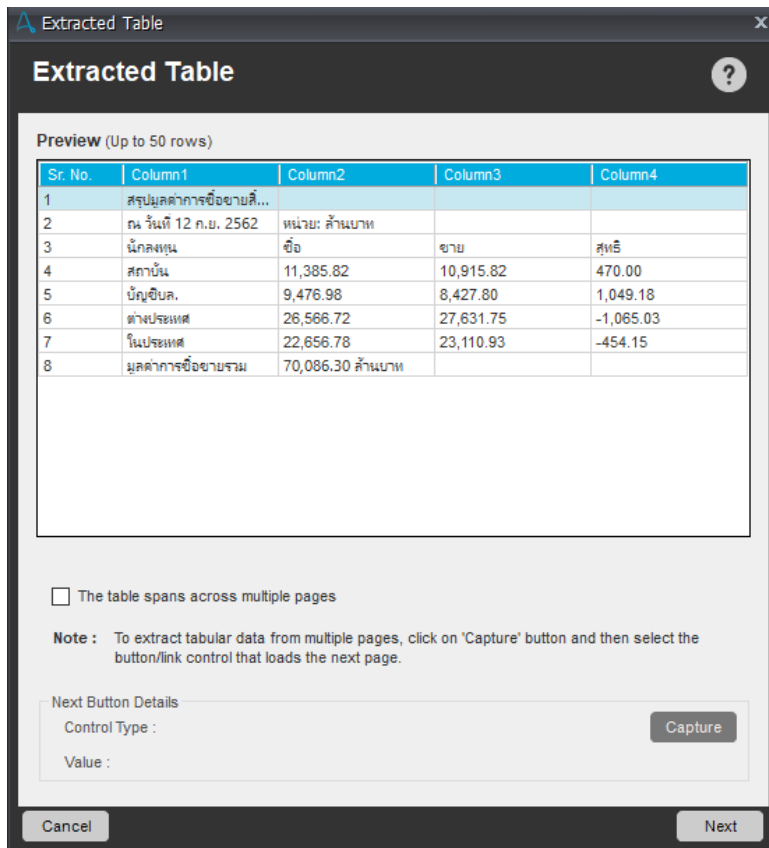 Extracted Table
X
Extracted Table
?
Preview (Up to 50 rows)
Sr. No. Column1 Column2 Column3 Column4
1 สรุปมูลค่าการซื้อขายสิ้...
2 ณ วันที่ 12 ก.ย. 2562 หน่วย: ล้านบาท
3 นักลงทุน ซื้อ ขาย สุทธิ
4 สถาบัน 11,385.82 10,915.82 470.00
5 บัญชีบล. 9,476.98 8,427.80 1,049.18
6 ต่างประเทศ 26,566.72 27,631.75 -1,065.03
7 ในประเทศ 22,656.78 23,110.93 -454.15
8 มูลค่าการซื้อขายรวม 70,086.30 ล้านบาท
The table spans across multiple pages
Note : To extract tabular data from multiple pages, click on 'Capture' button and then select the
button/link control that loads the next page.
Next Button Details
Control Type :
Capture
Value :
Cancel Next